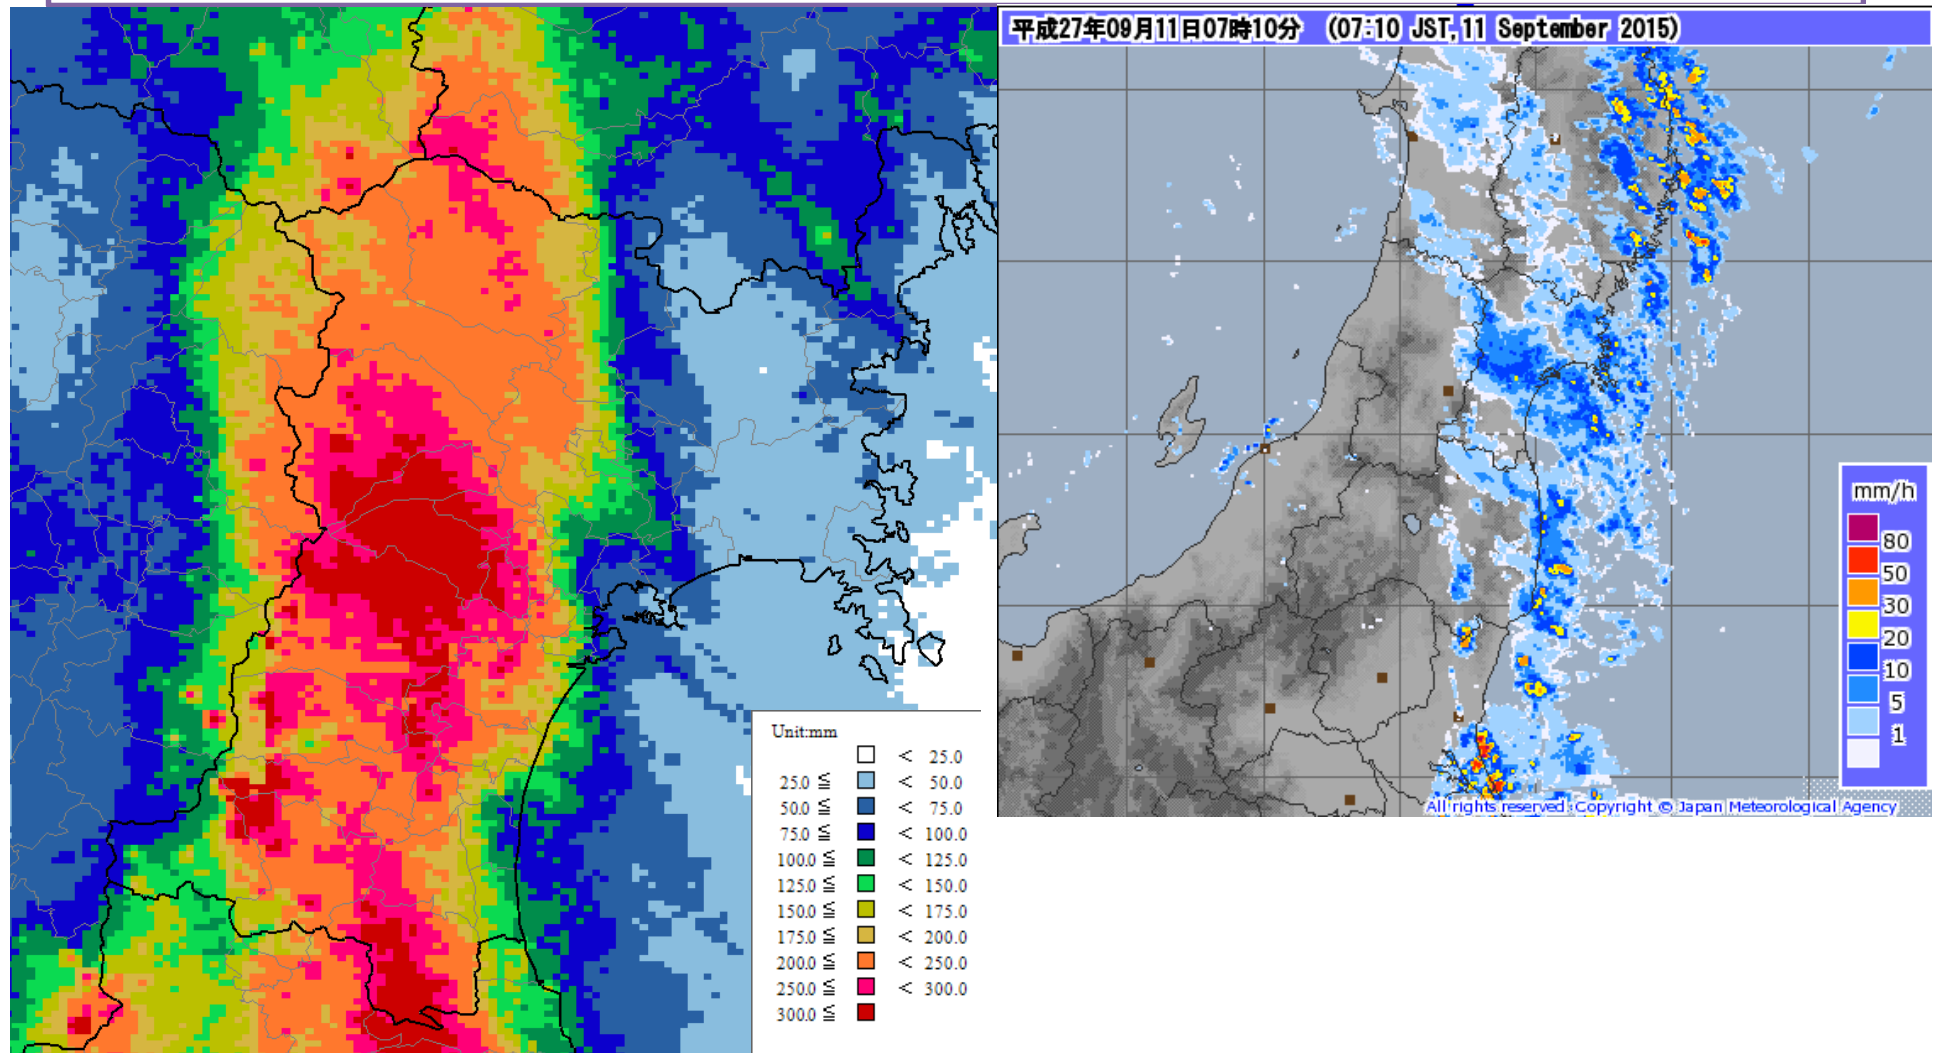 平成27年09月11日07時10分 (07:10 JST,11 September 2015)
mm/h
80
50
30
20
10
5
1
All rights reserved. Copyright © Japan Meteorological Agency
Unit:mm
< 25.0
25.0 ≦ < 50.0
50.0 ≦ < 75.0
75.0 ≦ < 100.0
100.0 ≦ < 125.0
125.0 ≦ < 150.0
150.0 ≦ < 175.0
175.0 ≦ < 200.0
200.0 ≦ < 250.0
250.0 ≦ < 300.0
300.0 ≦